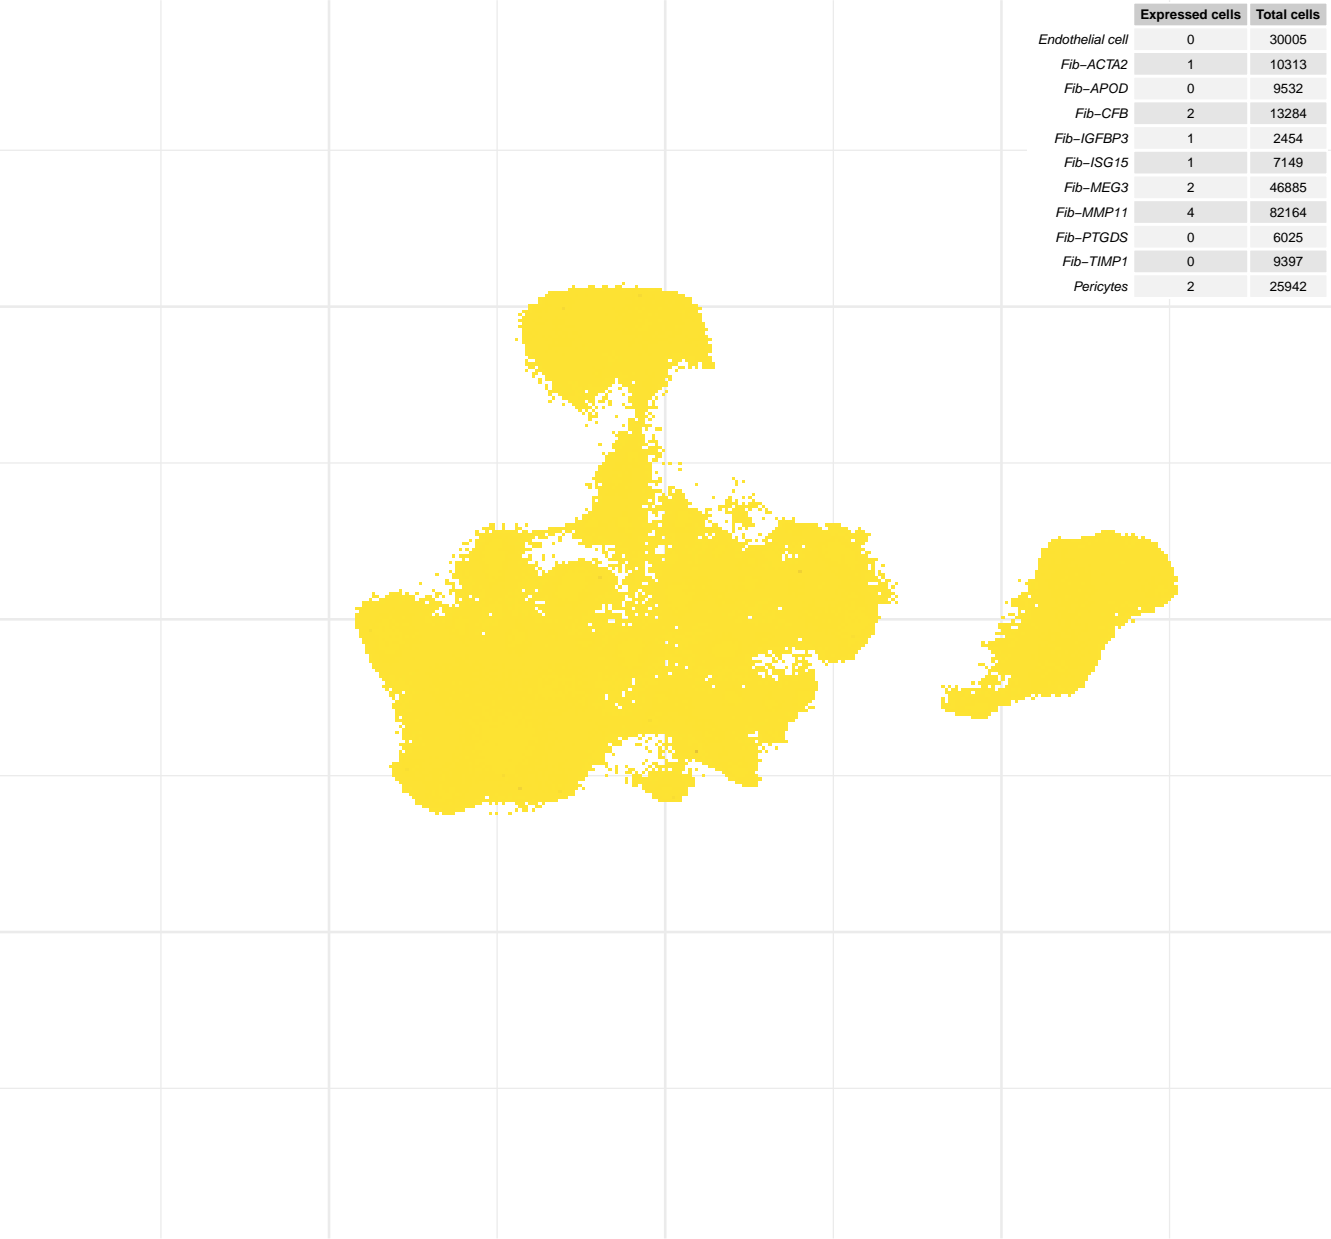 Expressed cells Total cells
Endothelial cell 0 30005
Fib−ACTA2 1 10313
Fib−APOD 0 9532
Fib−CFB 2 13284
Fib−IGFBP3 1 2454
Fib−ISG15 1 7149
Fib−MEG3 2 46885
Fib−MMP11 4 82164
Fib−PTGDS 0 6025
Fib−TIMP1 0 9397
Pericytes 2 25942